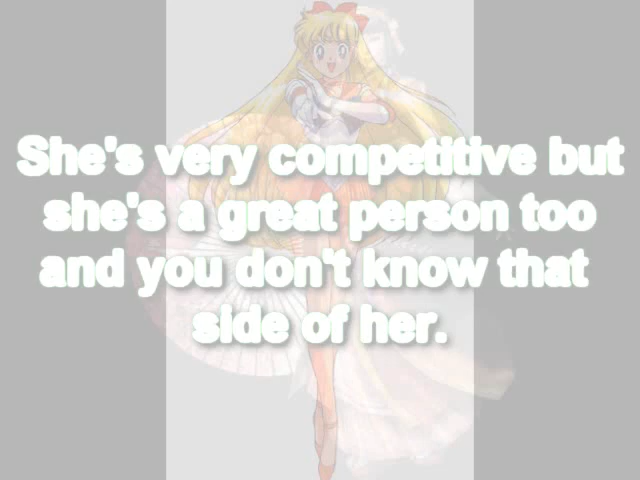 She's very competitive but
she's a great person too
and you don't know that
side of her.